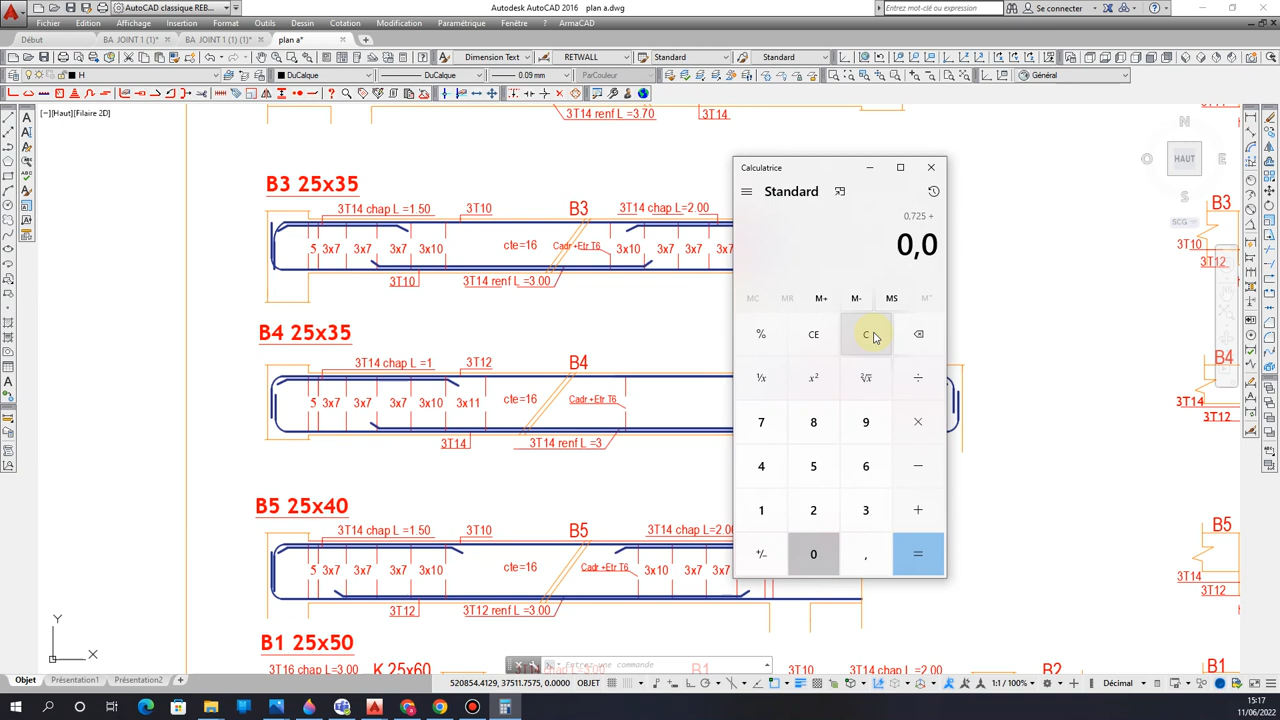 AutoCAD classique REB...
Autodesk AutoCAD 2016 plan a.dwg
Entrez mot-clé ou expression
Se connecter
Fichier Edition Affichage Insertion Format Outils Dessin Cotation Modification Paramétrique Fenêtre ? ArmaCAD
Début BA JOINT 1 (1)* BA JOINT 1 (1) (1)* plan a*
Dimension Text RETWALL Standard Standard
H DuCalque DuCalque 0.09 mm ParCouleur Général
[−][Haut][Filaire 2D]
3T14 renf L =3.70 3T14
N
O HAUT E
S
SCG
B3 25x35
3T14 chap L =1.50 3T10 B3 3T14 chap L=2.00
5 3x7 3x7 3x10 cte=16 Cadr +Etr T6 3x10 3x7 3x7
3T10 3T14 renf L =3.00
B3
3T10
3T12
B4 25x35
3T14 chap L =1 3T12 B4
5 3x7 3x7 3x10 3x11 cte=16 Cadr +Etr T6
3T14 3T14 renf L =3
B4
3T14
3T12
B5 25x40
3T14 chap L =1.50 3T10 B5 3T14 chap L =2.00
5 3x7 3x7 3x10 cte=16 Cadr +Etr T6 3x10 3x7 3x7
3T12 3T12 renf L =3.00
B5
3T14
3T12
B1 25x50
3T16 chap L=3.00 K 25x60 B1 3T14 chap L =2.00 B2
B1
Calculatrice
Standard
0,725 +
0,0
MC MR M+ M- MS M˅
% CE C
¹/x x² ²√x ÷
7 8 9 ×
4 5 6 −
1 2 3 +
+/− 0 , =
Y
X
Entrez une commande
Objet Présentation1 Présentation2 +
520854.4129, 37511.7575, 0.0000 OBJET 1:1 / 100% Décimal
15:17
11/06/2022